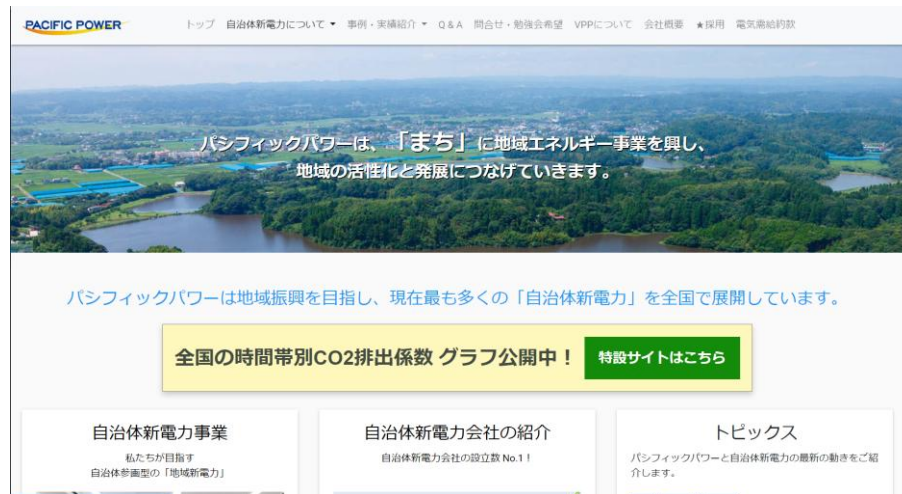 PACIFIC POWER
トップ 自治体新電力について 事例・実績紹介 Q & A 問合せ・勉強会希望 VPPについて 会社概要 ★採用 電気需給約款
パシフィックパワーは、「まち」に地域エネルギー事業を興し、
地域の活性化と発展につなげていきます。
パシフィックパワーは地域振興を目指し、現在最も多くの「自治体新電力」を全国で展開しています。
全国の時間帯別CO2排出係数 グラフ公開中！ 特設サイトはこちら
自治体新電力事業
私たちが目指す
自治体参画型の「地域新電力」
自治体新電力会社の紹介
自治体新電力会社の設立数 No.1！
トピックス
パシフィックパワーと自治体新電力の最新の動きをご紹
介します。